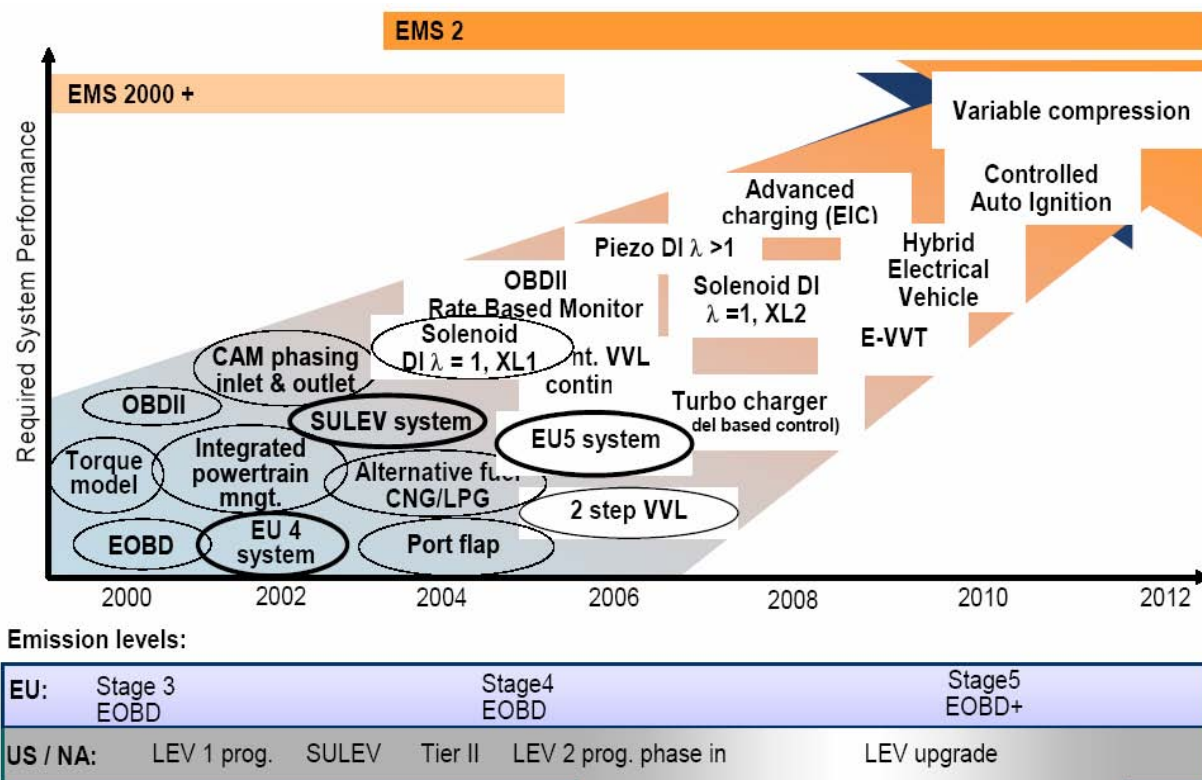 EMS 2
EMS 2000 +
Required System Performance
Variable compression
Controlled
Auto Ignition
Advanced
charging (EIC)
Hybrid
Electrical
Vehicle
Piezo DI λ >1
Solenoid DI
λ =1, XL2
E-VVT
OBDII
Rate Based Monitor
Solenoid
DI λ = 1, XL1
nt. VVL
contin
CAM phasing
inlet & outlet
OBDII
SULEV system
Turbo charger
del based control)
EU5 system
Torque
model
Integrated
powertrain
mngt.
Alternative fuel
CNG/LPG
2 step VVL
EOBD
EU 4
system
Port flap
2000 2002 2004 2006 2008 2010 2012
Emission levels:
EU: Stage 3 Stage4 Stage5
EOBD EOBD EOBD+
US / NA: LEV 1 prog. SULEV Tier II LEV 2 prog. phase in LEV upgrade